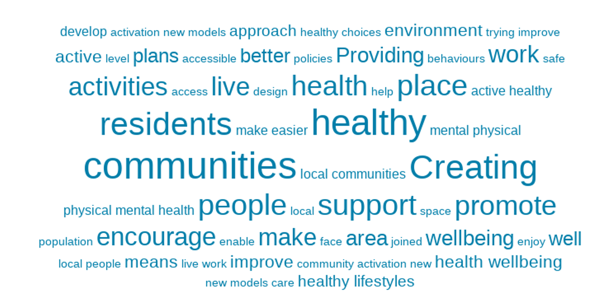 develop activation new models approach healthy choices environment trying improve
active level plans accessible better policies Providing behaviours work safe
activities access live design health help place active healthy
residents make easier healthy mental physical
communities local communities Creating
physical mental health people local support space promote
population encourage enable make face area joined wellbeing enjoy well
local people means live work improve community activation new health wellbeing
new models care healthy lifestyles